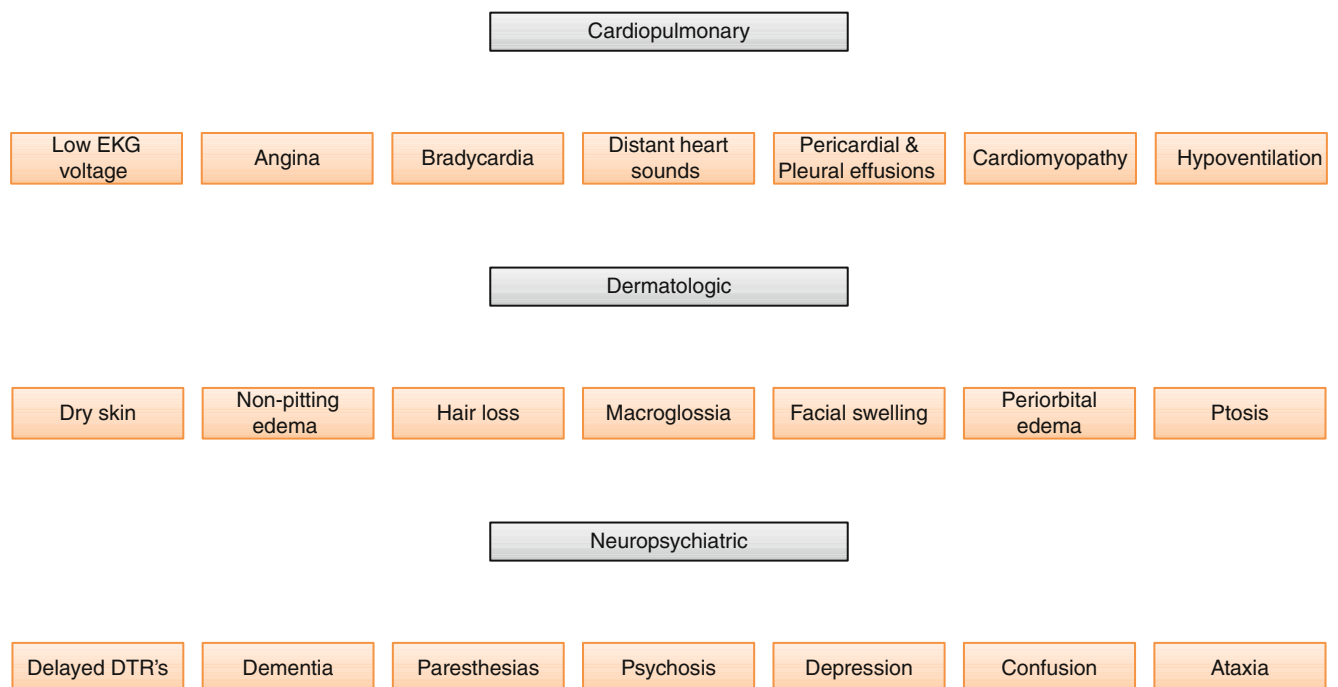 Cardiopulmonary
Low EKG
voltage
Angina
Bradycardia
Distant heart
sounds
Pericardial &
Pleural effusions
Cardiomyopathy
Hypoventilation
Dermatologic
Dry skin
Non-pitting
edema
Hair loss
Macroglossia
Facial swelling
Periorbital
edema
Ptosis
Neuropsychiatric
Delayed DTR’s
Dementia
Paresthesias
Psychosis
Depression
Confusion
Ataxia